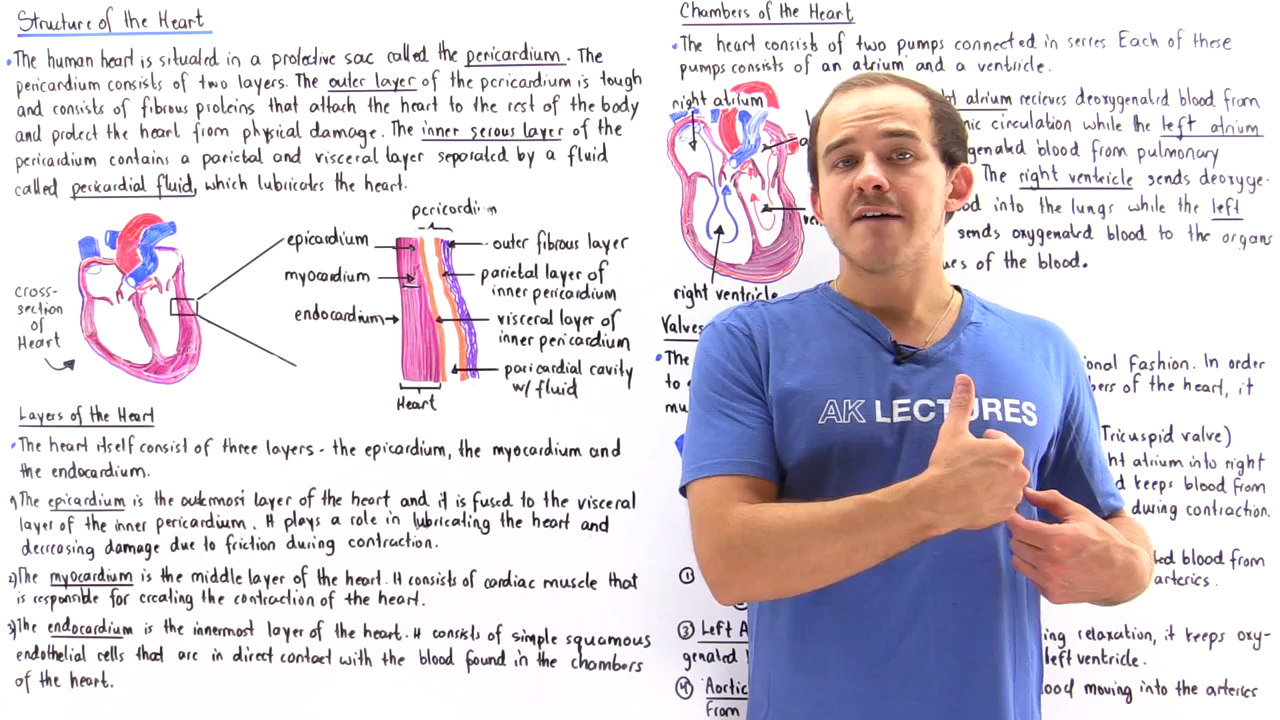 Structure of the Heart
• The human heart is situated in a protective sac called the pericardium. The
pericardium consists of two layers. The outer layer of the pericardium is tough
and consists of fibrous proteins that attach the heart to the rest of the body
and protect the heart from physical damage. The inner serous layer of the
pericardium contains a parietal and visceral layer separated by a fluid
called pericardial fluid, which lubricates the heart.
cross-
section
of
Heart
pericardium
epicardium
myocardium
endocardium
outer fibrous layer
parietal layer of
inner pericardium
visceral layer of
inner pericardium
pericardial cavity
w/ fluid
Heart
Layers of the Heart
• The heart itself consist of three layers - the epicardium, the myocardium and
the endocardium.
1) The epicardium is the outermost layer of the heart and it is fused to the visceral
layer of the inner pericardium. It plays a role in lubricating the heart and
decreasing damage due to friction during contraction.
2) The myocardium is the middle layer of the heart. It consists of cardiac muscle that
is responsible for creating the contraction of the heart.
3) The endocardium is the innermost layer of the heart. It consists of simple squamous
endothelial cells that are in direct contact with the blood found in the chambers
of the heart.
Chambers of the Heart
• The heart consists of two pumps connected in series. Each of these
pumps consists of an atrium and a ventricle.
right atrium
atrium recieves deoxygenated blood from
circulation while the left atrium
blood from pulmonary
The right ventricle sends deoxyge-
into the lungs while the left
sends oxygenated blood to the organs
of the blood.
right ventricle
Valves
• The
fashion. In order
to
of the heart, it
Tricuspid valve)
atrium into right
keeps blood from
during contraction.
blood from
①
arteries.
③ Left
relaxation, it keeps oxy-
genated
left ventricle.
④ Aortic
moving into the arteries
from
AK LECTURES